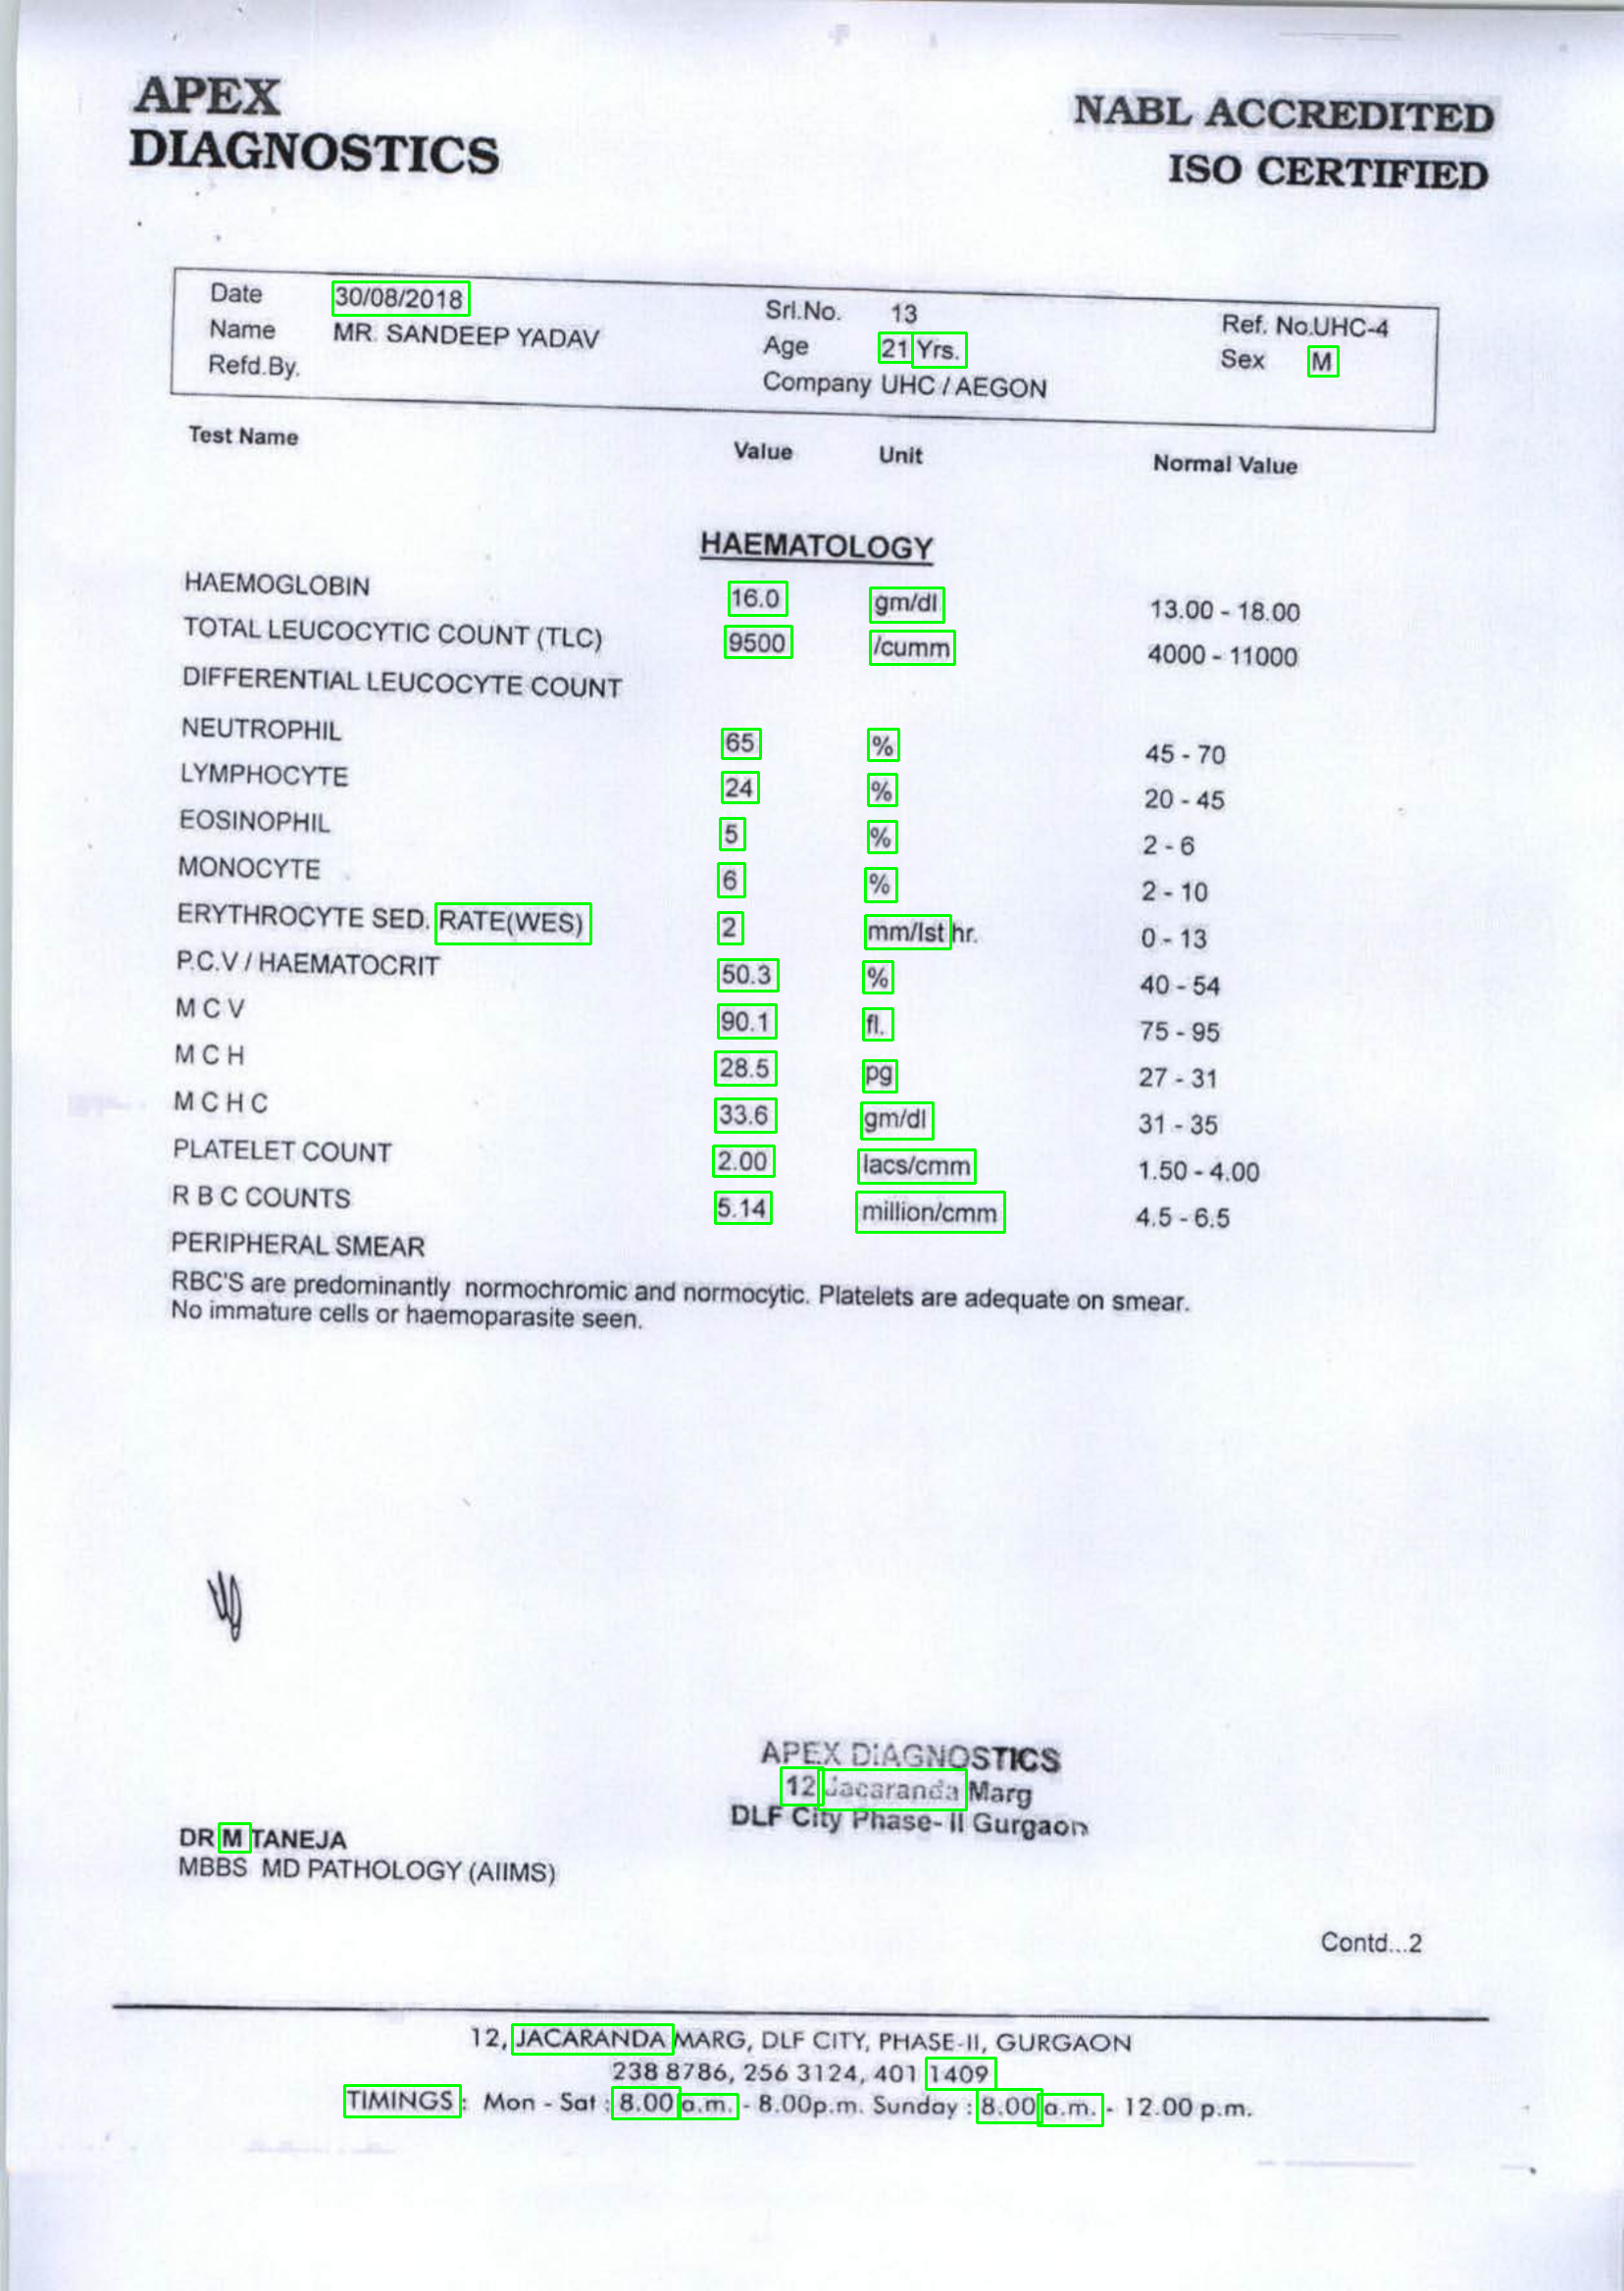 APEX
DIAGNOSTICS
NABL ACCREDITED
ISO CERTIFIED
Date 30/08/2018 Srl.No. 13 Ref. No.UHC-4
Name MR. SANDEEP YADAV Age 21 Yrs. Sex M
Refd.By. Company UHC / AEGON
Test Name Value Unit Normal Value
HAEMATOLOGY
HAEMOGLOBIN 16.0 gm/dl 13.00 - 18.00
TOTAL LEUCOCYTIC COUNT (TLC) 9500 /cumm 4000 - 11000
DIFFERENTIAL LEUCOCYTE COUNT
NEUTROPHIL 65 % 45 - 70
LYMPHOCYTE 24 % 20 - 45
EOSINOPHIL 5 % 2 - 6
MONOCYTE 6 % 2 - 10
ERYTHROCYTE SED. RATE(WES) 2 mm/Ist hr. 0 - 13
P.C.V / HAEMATOCRIT 50.3 % 40 - 54
M C V 90.1 fl. 75 - 95
M C H 28.5 pg 27 - 31
M C H C 33.6 gm/dl 31 - 35
PLATELET COUNT 2.00 lacs/cmm 1.50 - 4.00
R B C COUNTS 5.14 million/cmm 4.5 - 6.5
PERIPHERAL SMEAR
RBC'S are predominantly normochromic and normocytic. Platelets are adequate on smear.
No immature cells or haemoparasite seen.
APEX DIAGNOSTICS
12 Jacaranda Marg
DLF City Phase- II Gurgaon
DR M TANEJA
MBBS MD PATHOLOGY (AIIMS)
Contd...2
12, JACARANDA MARG, DLF CITY, PHASE-II, GURGAON
238 8786, 256 3124, 401 1409
TIMINGS : Mon - Sat : 8.00 a.m. - 8.00p.m. Sunday : 8.00 a.m. - 12.00 p.m.